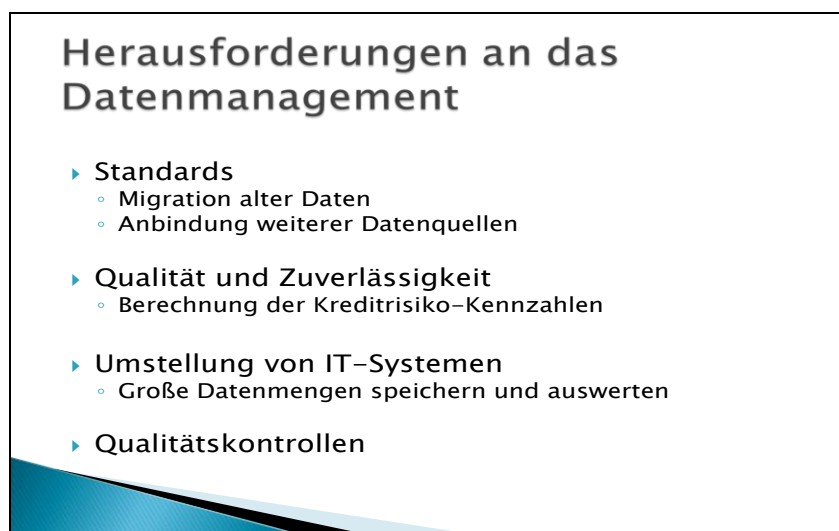 Herausforderungen an das
Datenmanagement
Standards
Migration alter Daten
Anbindung weiterer Datenquellen
Qualität und Zuverlässigkeit
Berechnung der Kreditrisiko-Kennzahlen
Umstellung von IT-Systemen
Große Datenmengen speichern und auswerten
Qualitätskontrollen